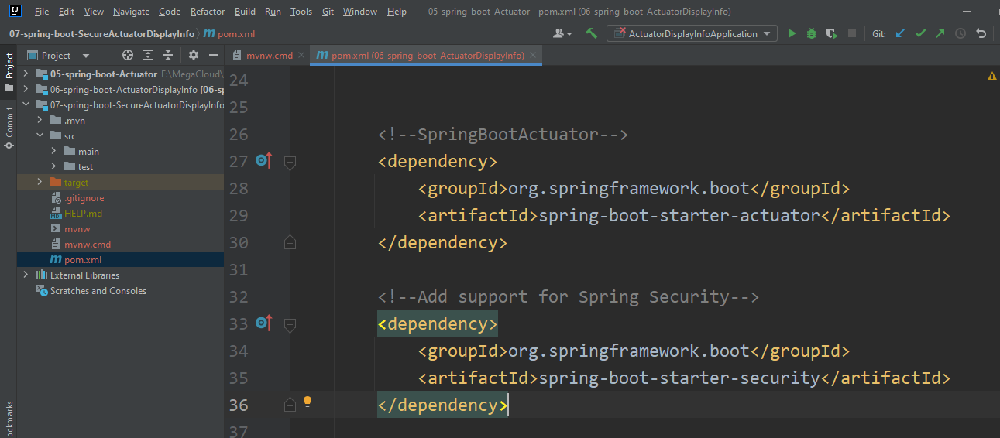 File Edit View Navigate Code Refactor Build Run Tools Git Window Help 05-spring-boot-Actuator - pom.xml (06-spring-boot-ActuatorDisplayInfo)
07-spring-boot-SecureActuatorDisplayInfo pom.xml ActuatorDisplayInfoApplication Git:
Project
Project
Commit
mvnw.cmd
pom.xml (06-spring-boot-ActuatorDisplayInfo)
05-spring-boot-Actuator F:\MegaCloud\
06-spring-boot-ActuatorDisplayInfo [06-sp
07-spring-boot-SecureActuatorDisplayInfo
.mvn
src
main
test
target
.gitignore
HELP.md
mvnw
mvnw.cmd
pom.xml
External Libraries
Scratches and Consoles
24
25
26 <!--SpringBootActuator-->
27 <dependency>
28 <groupId>org.springframework.boot</groupId>
29 <artifactId>spring-boot-starter-actuator</artifactId>
30 </dependency>
31
32 <!--Add support for Spring Security-->
33 <dependency>
34 <groupId>org.springframework.boot</groupId>
35 <artifactId>spring-boot-starter-security</artifactId>
36 </dependency>
37